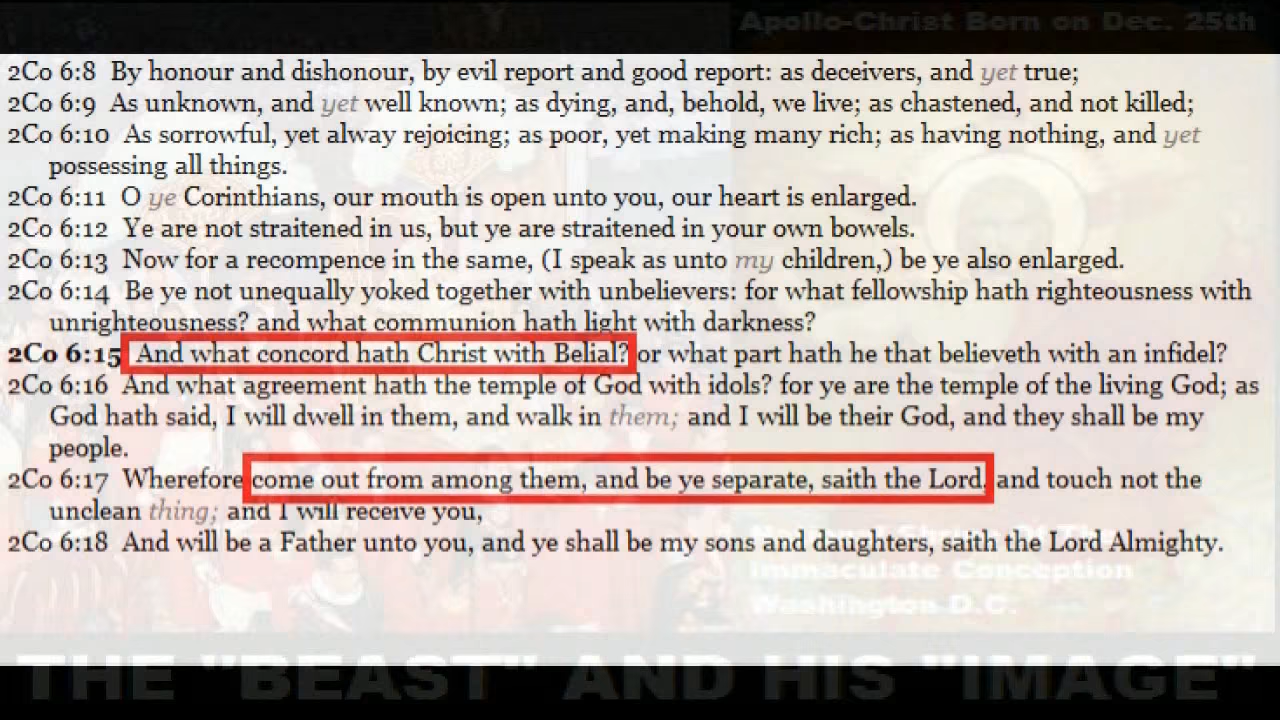 Apollo-Christ Born on Dec. 25th
2Co 6:8 By honour and dishonour, by evil report and good report: as deceivers, and yet true;
2Co 6:9 As unknown, and yet well known; as dying, and, behold, we live; as chastened, and not killed;
2Co 6:10 As sorrowful, yet alway rejoicing; as poor, yet making many rich; as having nothing, and yet
possessing all things.
2Co 6:11 O ye Corinthians, our mouth is open unto you, our heart is enlarged.
2Co 6:12 Ye are not straitened in us, but ye are straitened in your own bowels.
2Co 6:13 Now for a recompence in the same, (I speak as unto my children,) be ye also enlarged.
2Co 6:14 Be ye not unequally yoked together with unbelievers: for what fellowship hath righteousness with
unrighteousness? and what communion hath light with darkness?
2Co 6:15 And what concord hath Christ with Belial? or what part hath he that believeth with an infidel?
2Co 6:16 And what agreement hath the temple of God with idols? for ye are the temple of the living God; as
God hath said, I will dwell in them, and walk in them; and I will be their God, and they shall be my
people.
2Co 6:17 Wherefore come out from among them, and be ye separate, saith the Lord, and touch not the
unclean thing; and I will receive you,
2Co 6:18 And will be a Father unto you, and ye shall be my sons and daughters, saith the Lord Almighty.
Of The
Immaculate Conception
Washington D.C.
THE "BEAST" AND HIS "IMAGE"